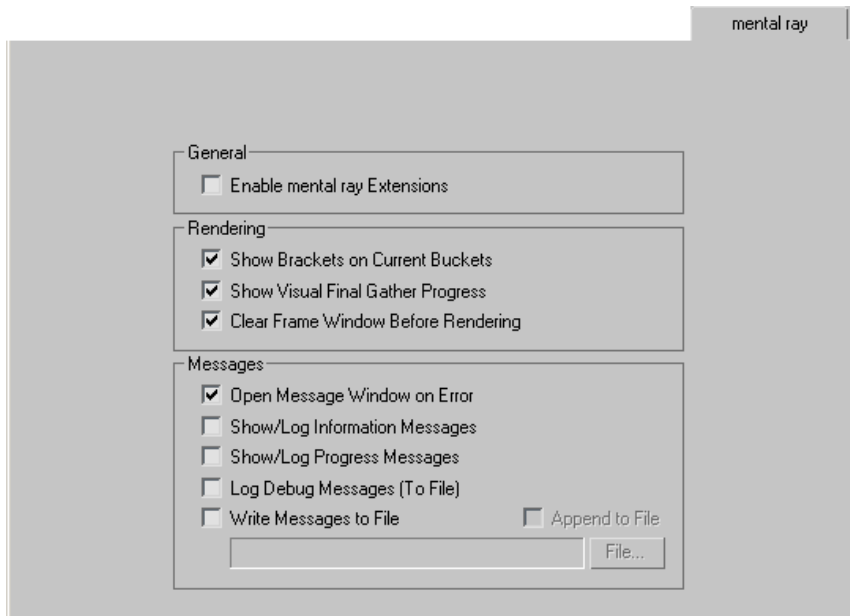 mental ray
General
Enable mental ray Extensions
Rendering
Show Brackets on Current Buckets
Show Visual Final Gather Progress
Clear Frame Window Before Rendering
Messages
Open Message Window on Error
Show/Log Information Messages
Show/Log Progress Messages
Log Debug Messages (To File)
Write Messages to File Append to File
File...